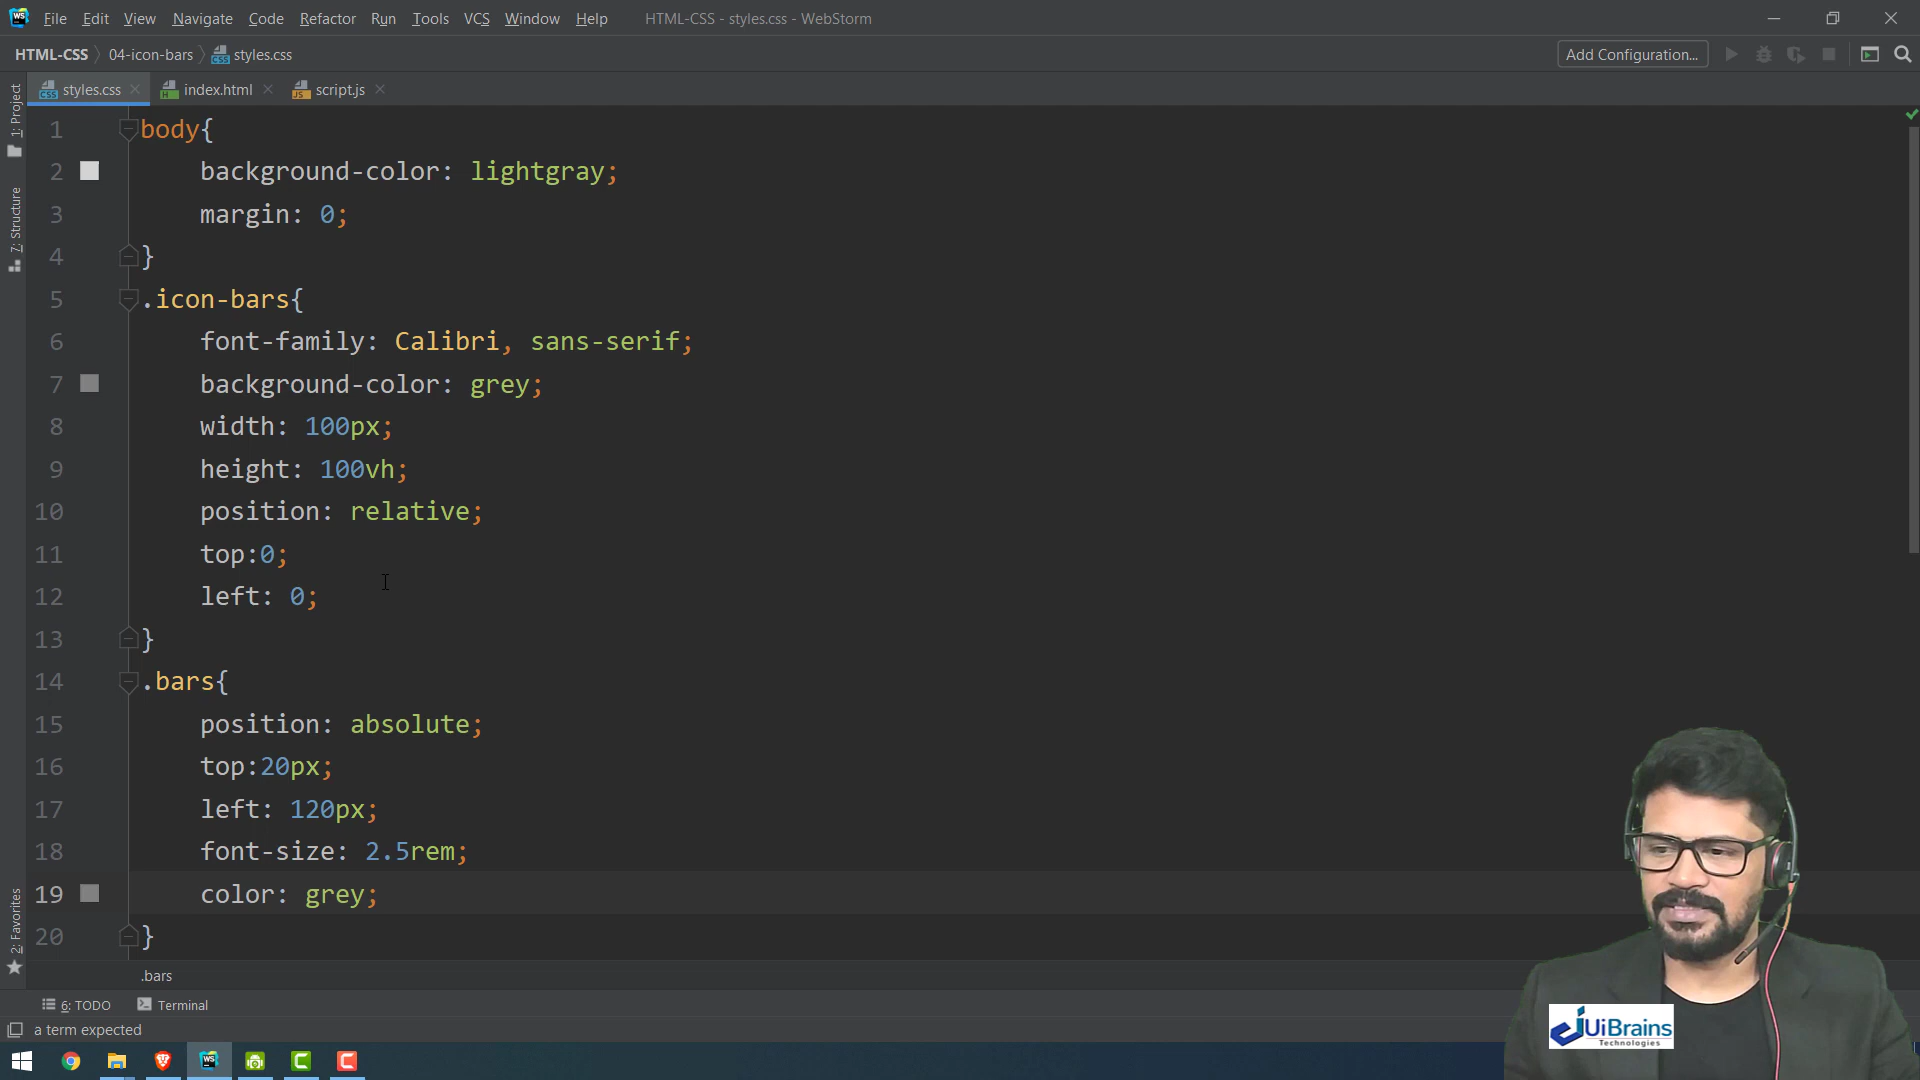 File Edit View Navigate Code Refactor Run Tools VCS Window Help HTML-CSS - styles.css - WebStorm
HTML-CSS 04-icon-bars styles.css Add Configuration...
styles.css index.html script.js
1: Project
7: Structure
2: Favorites
1 body{
2 background-color: lightgray;
3 margin: 0;
4 }
5 .icon-bars{
6 font-family: Calibri, sans-serif;
7 background-color: grey;
8 width: 100px;
9 height: 100vh;
10 position: relative;
11 top:0;
12 left: 0;
13 }
14 .bars{
15 position: absolute;
16 top:20px;
17 left: 120px;
18 font-size: 2.5rem;
19 color: grey;
20 }
.bars
6: TODO Terminal
a term expected
UiBrains
Technologies